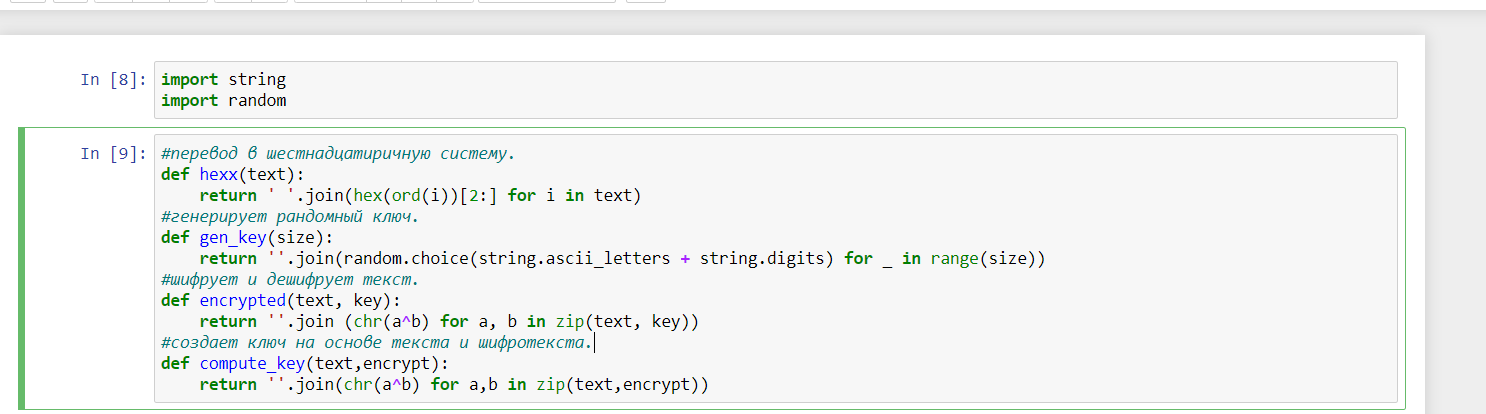 In [8]: import string
import random
In [9]: #перевод в шестнадцатиричную систему.
def hexx(text):
    return ' '.join(hex(ord(i))[2:] for i in text)
#генерирует рандомный ключ.
def gen_key(size):
    return ''.join(random.choice(string.ascii_letters + string.digits) for _ in range(size))
#шифрует и дешифрует текст.
def encrypted(text, key):
    return ''.join (chr(a^b) for a, b in zip(text, key))
#создает ключ на основе текста и шифротекста.
def compute_key(text,encrypt):
    return ''.join(chr(a^b) for a,b in zip(text,encrypt))